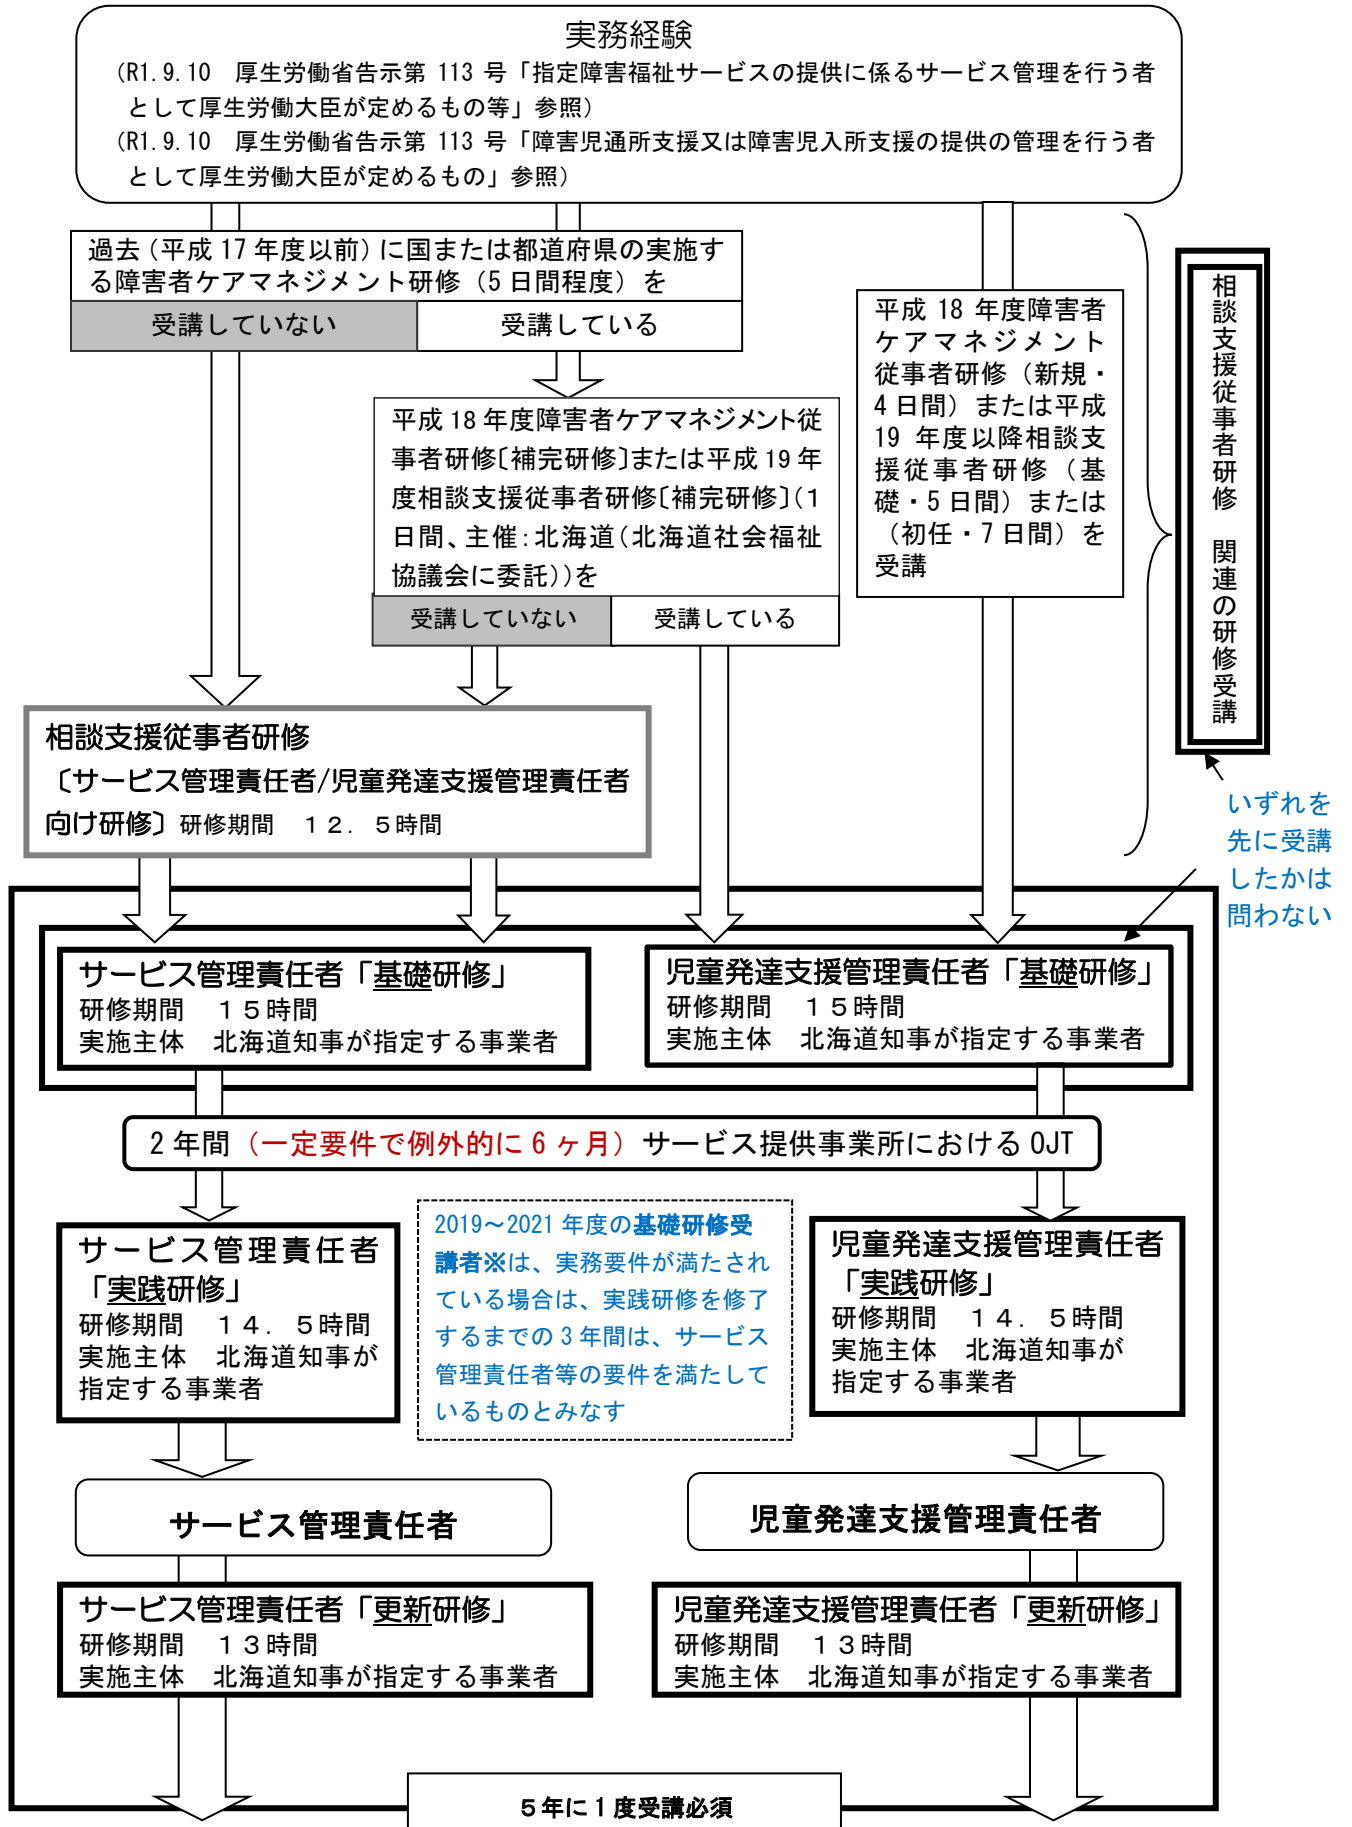 実務経験
（R1.9.10　厚生労働省告示第 113 号「指定障害福祉サービスの提供に係るサービス管理を行う者
として厚生労働大臣が定めるもの等」参照）
（R1.9.10　厚生労働省告示第 113 号「障害児通所支援又は障害児入所支援の提供の管理を行う者
として厚生労働大臣が定めるもの」参照）
過去（平成 17 年度以前）に国または都道府県の実施す
る障害者ケアマネジメント研修（5 日間程度）を
受講していない
受講している
平成 18 年度障害者ケアマネジメント従
事者研修〔補完研修〕または平成 19 年
度相談支援従事者研修〔補完研修〕（1
日間、主催：北海道（北海道社会福祉
協議会に委託））を
受講していない
受講している
平成 18 年度障害者
ケアマネジメント
従事者研修（新規・
4 日間）または平成
19 年度以降相談支
援従事者研修（基
礎・5 日間）または
（初任・7 日間）を
受講
相談支援従事者研修　関連の研修受講
いずれを
先に受講
したかは
問わない
相談支援従事者研修
〔サービス管理責任者/児童発達支援管理責任者
向け研修〕研修期間　１２．５時間
サービス管理責任者「基礎研修」
研修期間　１５時間
実施主体　北海道知事が指定する事業者
児童発達支援管理責任者「基礎研修」
研修期間　１５時間
実施主体　北海道知事が指定する事業者
2 年間（一定要件で例外的に 6 ヶ月）サービス提供事業所における OJT
サービス管理責任者
「実践研修」
研修期間　１４．５時間
実施主体　北海道知事が
指定する事業者
2019～2021 年度の基礎研修受
講者※は、実務要件が満たされ
ている場合は、実践研修を修了
するまでの 3 年間は、サービス
管理責任者等の要件を満たして
いるものとみなす
児童発達支援管理責任者
「実践研修」
研修期間　１４．５時間
実施主体　北海道知事が
指定する事業者
サービス管理責任者
児童発達支援管理責任者
サービス管理責任者「更新研修」
研修期間　１３時間
実施主体　北海道知事が指定する事業者
児童発達支援管理責任者「更新研修」
研修期間　１３時間
実施主体　北海道知事が指定する事業者
５年に１度受講必須